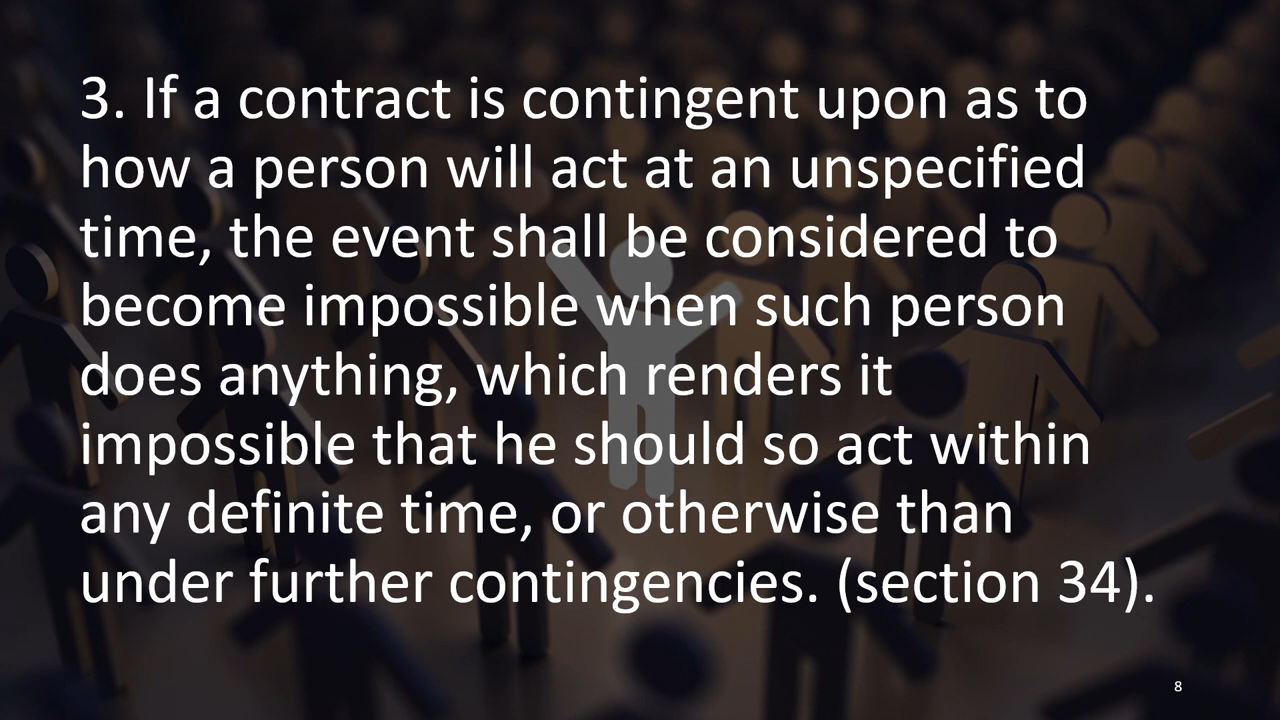 3. If a contract is contingent upon as to
how a person will act at an unspecified
time, the event shall be considered to
become impossible when such person
does anything, which renders it
impossible that he should so act within
any definite time, or otherwise than
under further contingencies. (section 34).
8